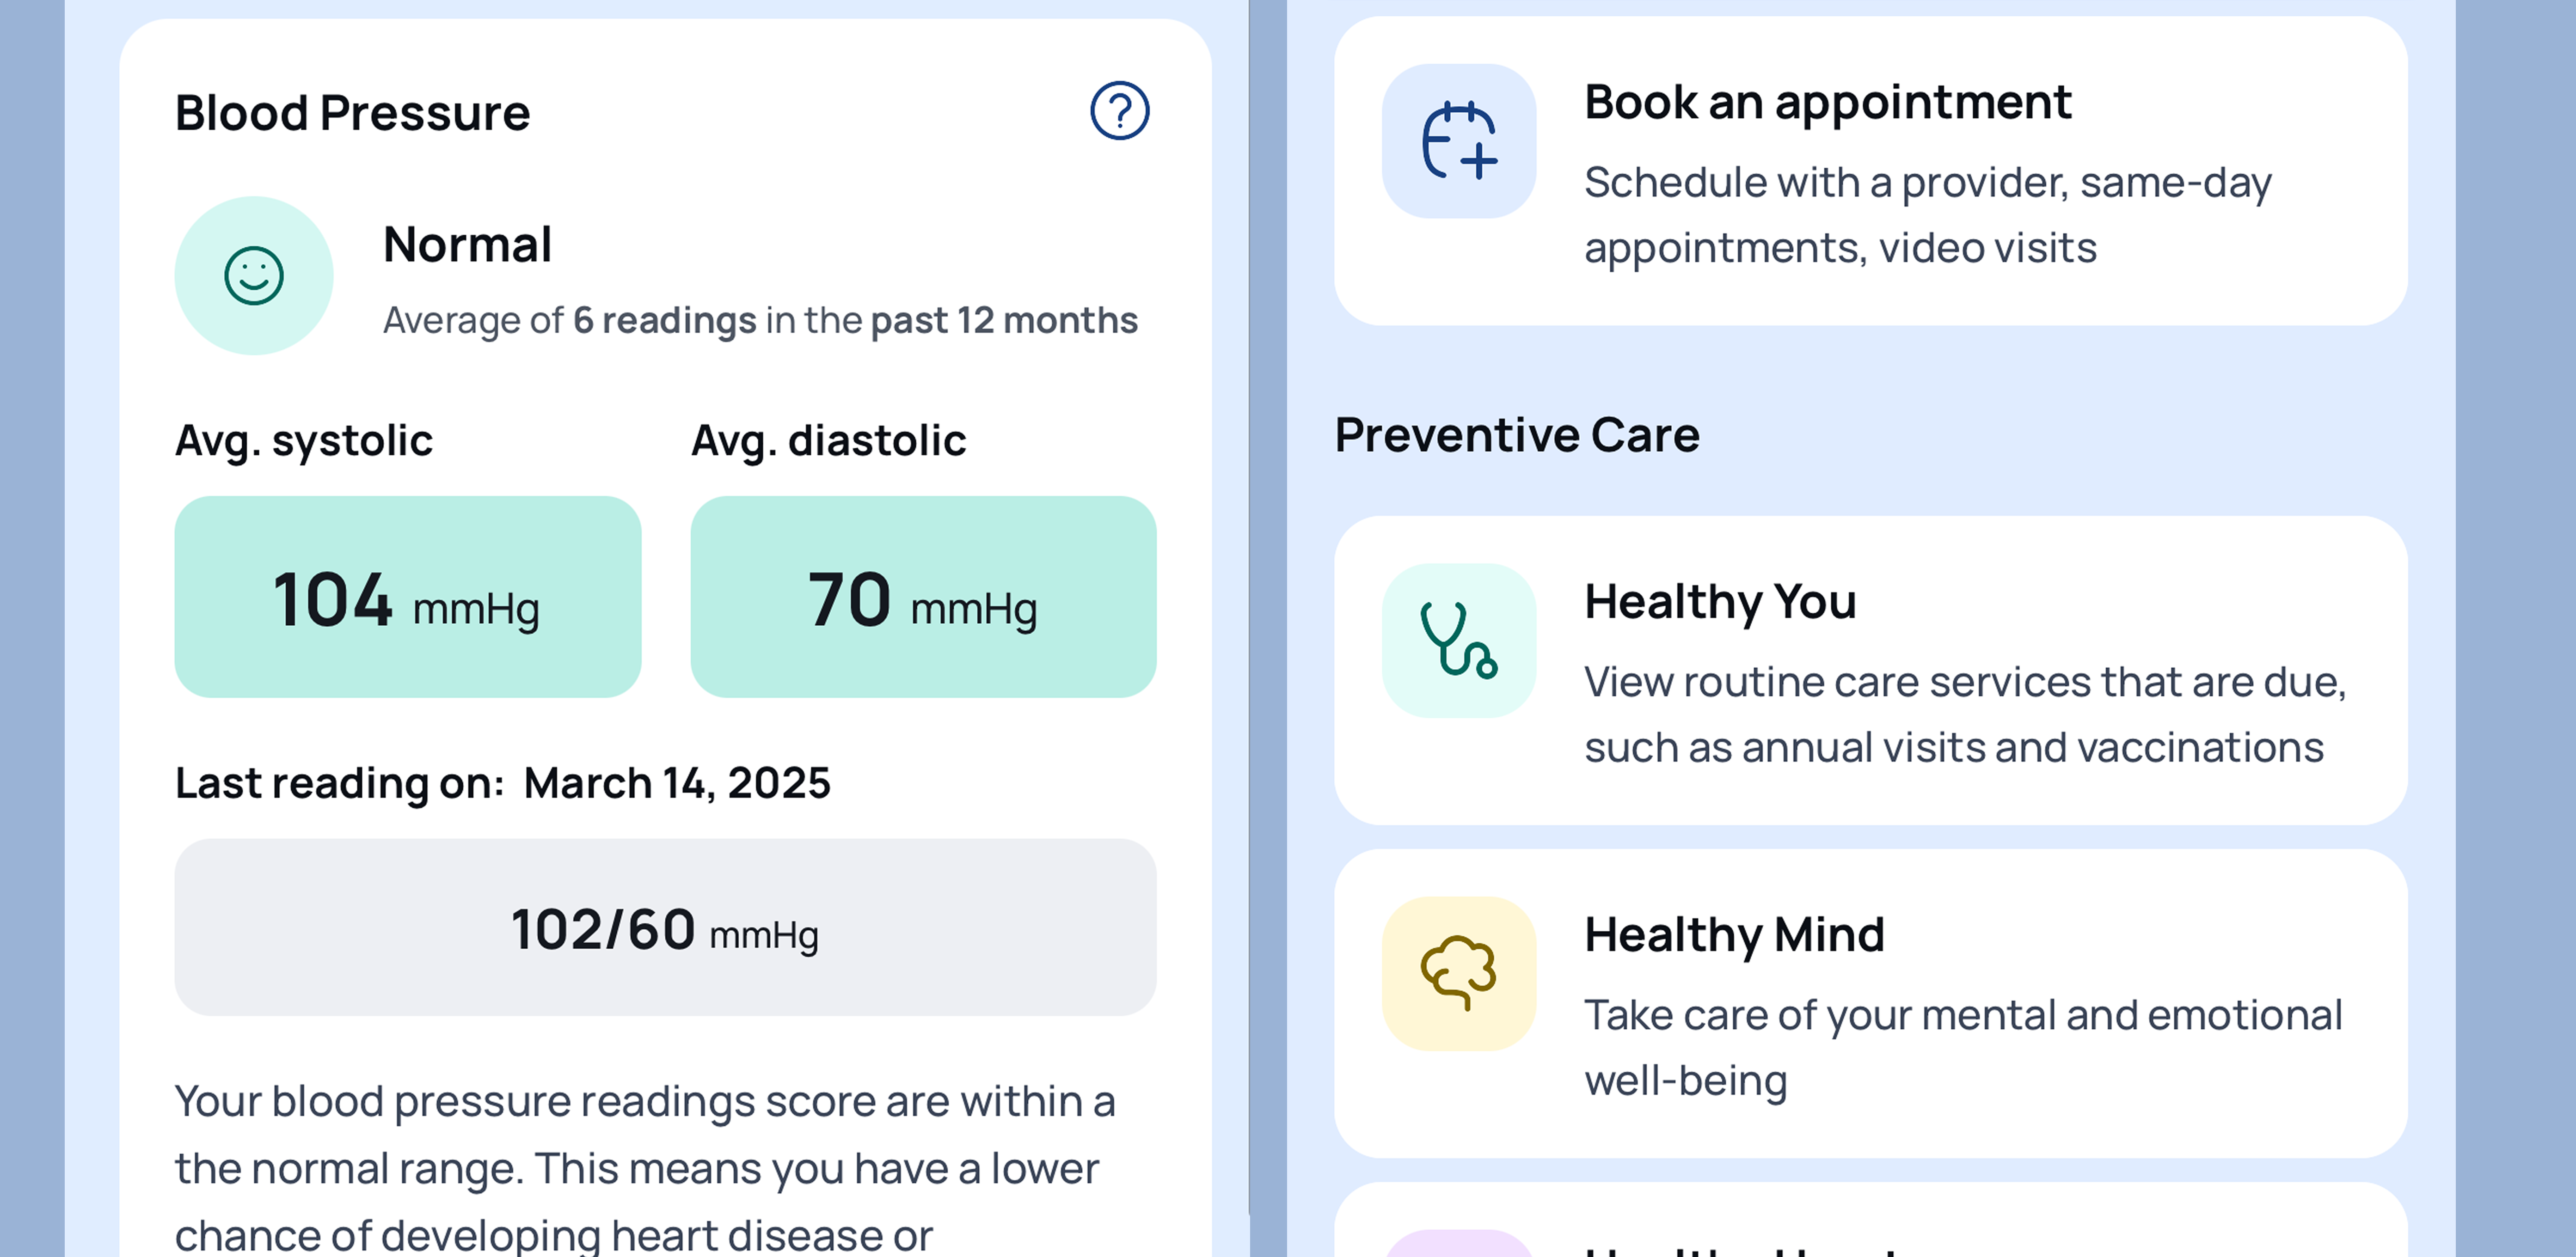 Blood Pressure
Normal
Average of 6 readings in the past 12 months
Avg. systolic
Avg. diastolic
104 mmHg
70 mmHg
Last reading on: March 14, 2025
102/60 mmHg
Your blood pressure readings score are within a
the normal range. This means you have a lower
chance of developing heart disease or
Book an appointment
Schedule with a provider, same-day
appointments, video visits
Preventive Care
Healthy You
View routine care services that are due,
such as annual visits and vaccinations
Healthy Mind
Take care of your mental and emotional
well-being